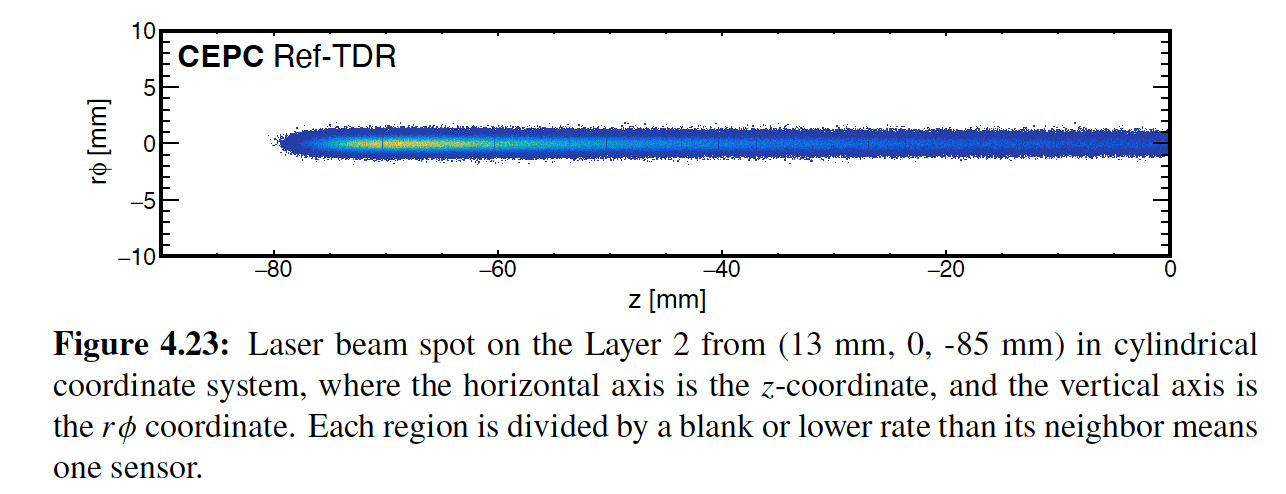 10
CEPC Ref-TDR
5
0
−5
−10
rϕ [mm]
−80 −60 −40 −20 0
z [mm]
Figure 4.23: Laser beam spot on the Layer 2 from (13 mm, 0, -85 mm) in cylindrical
coordinate system, where the horizontal axis is the z-coordinate, and the vertical axis is
the rϕ coordinate. Each region is divided by a blank or lower rate than its neighbor means
one sensor.